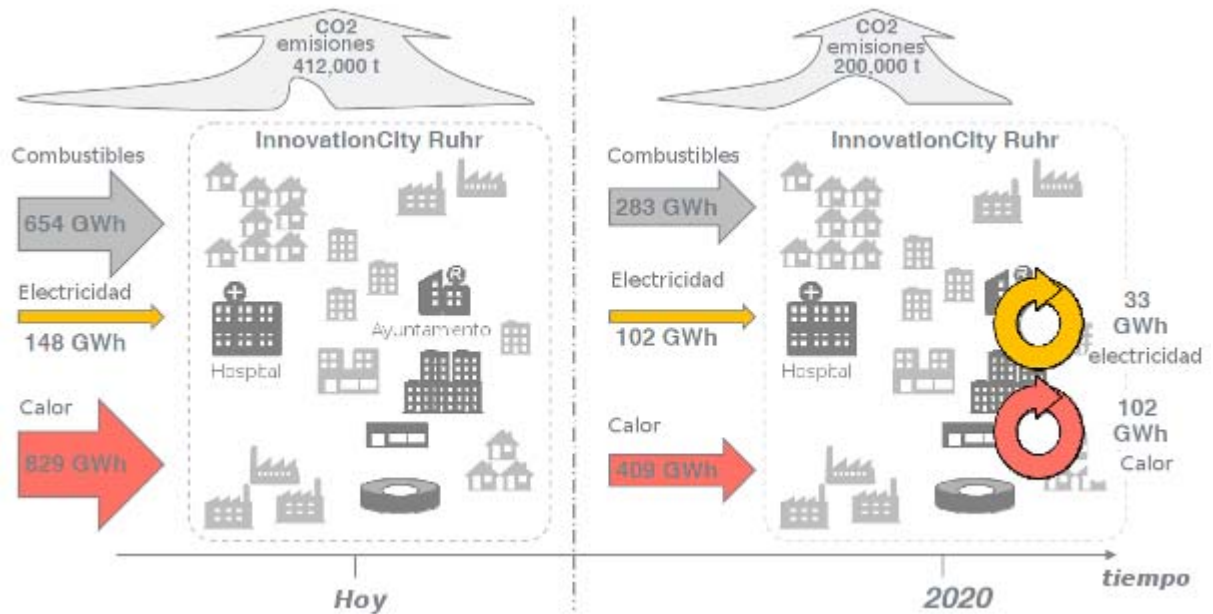 CO2
emisiones
412,000 t
InnovationCity Ruhr
Combustibles
654 GWh
Electricidad
148 GWh
Calor
829 GWh
Hospital
Ayuntamento
R
CO2
emisiones
200,000 t
InnovationCity Ruhr
Combustibles
283 GWh
Electricidad
102 GWh
Calor
409 GWh
Hospital
R
33
GWh
electricidad
102
GWh
Calor
Hoy
2020
tiempo